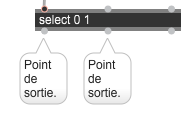 select 0 1
Point
de
sortie.
Point
de
sortie.